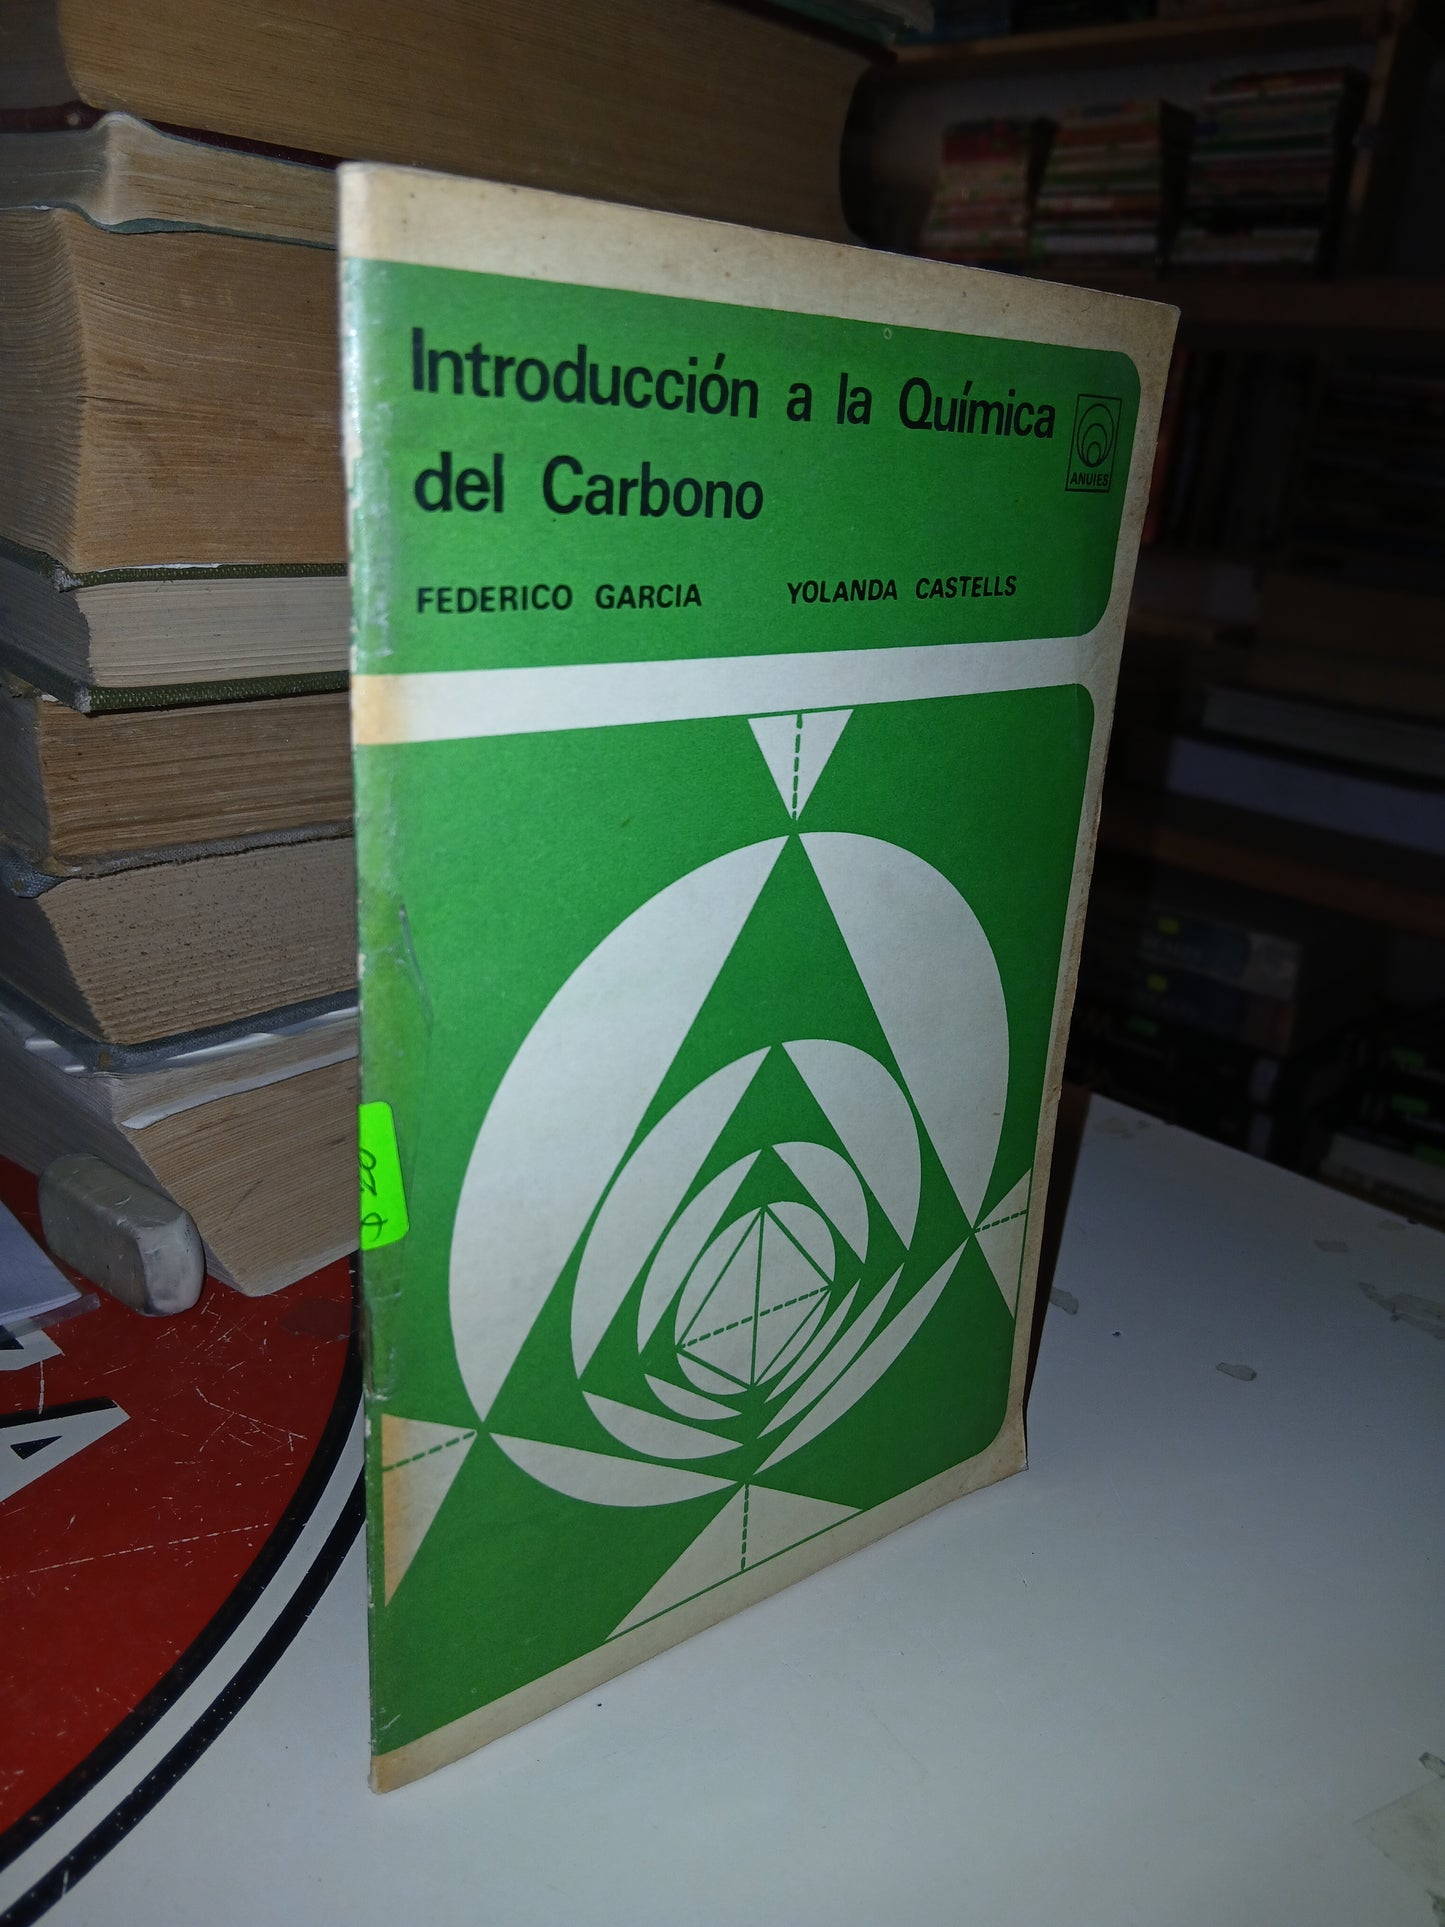 Introducción a la Química
del Carbono
ANUIES
FEDERICO GARCIA YOLANDA CASTELLS